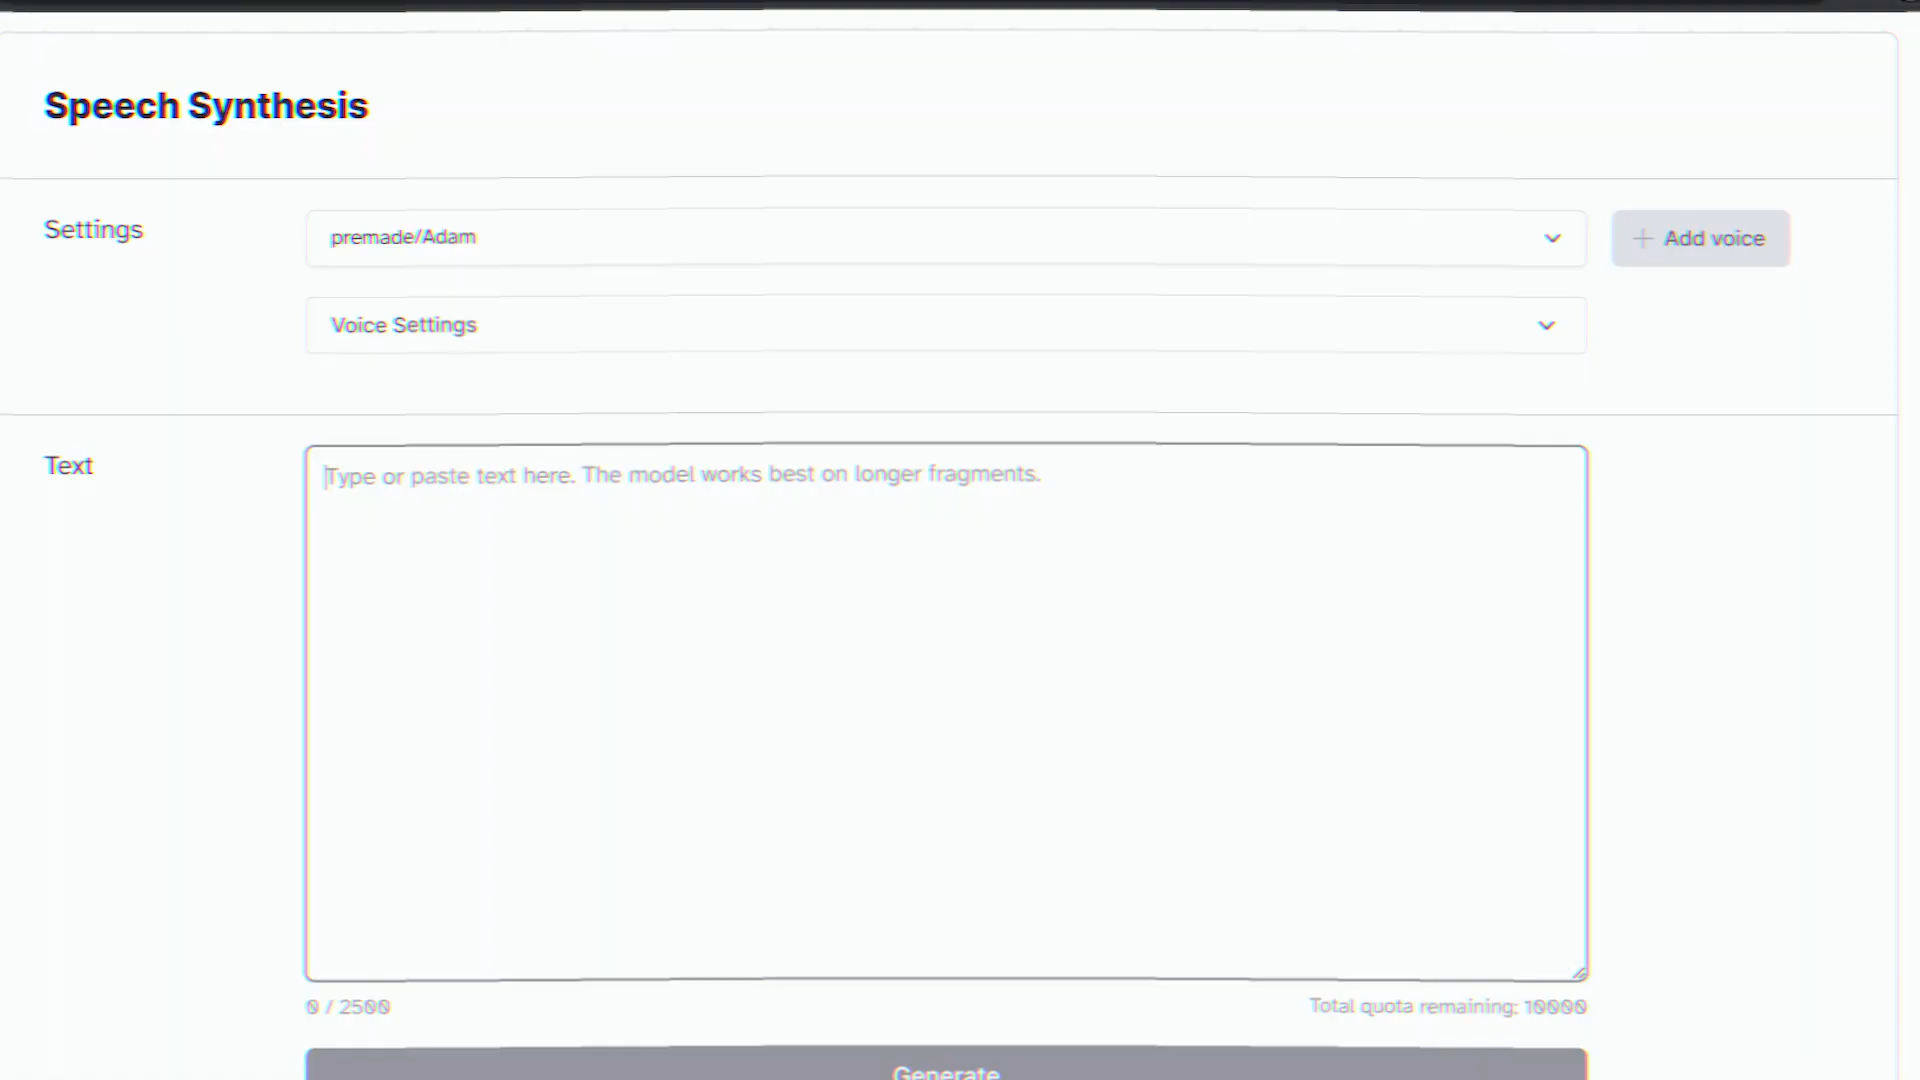 Speech Synthesis
Settings
premade/Adam
+ Add voice
Voice Settings
Text
Type or paste text here. The model works best on longer fragments.
0 / 2500
Total quota remaining: 10000
Generate